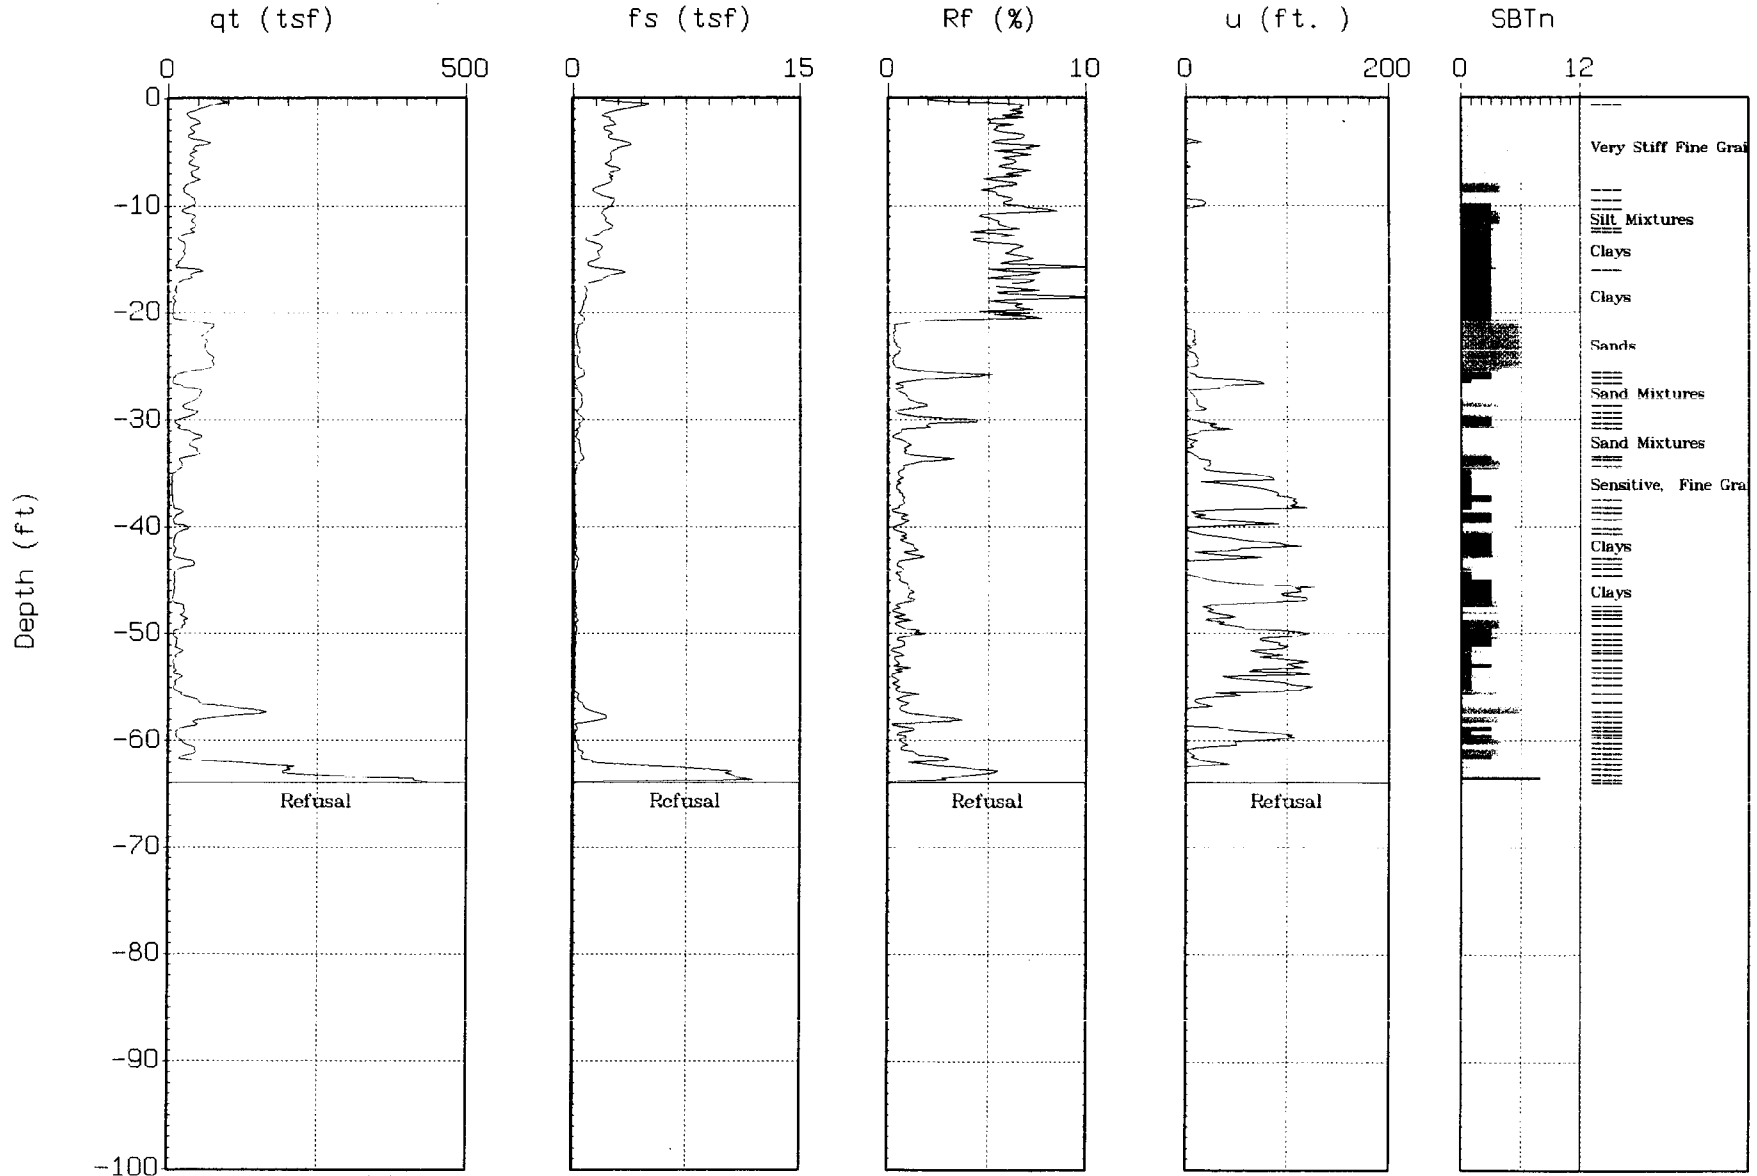 qt (tsf)
fs (tsf)
Rf (%)
u (ft. )
SBTn
0 500
0 15
0 10
0 200
0 12
0
-10
-20
-30
-40
-50
-60
-70
-80
-90
-100
Depth (ft)
Very Stiff Fine Grai
Silt Mixtures
Clays
Clays
Sands
Sand Mixtures
Sand Mixtures
Sensitive, Fine Gra
Clays
Clays
Refusal
Refusal
Refusal
Refusal